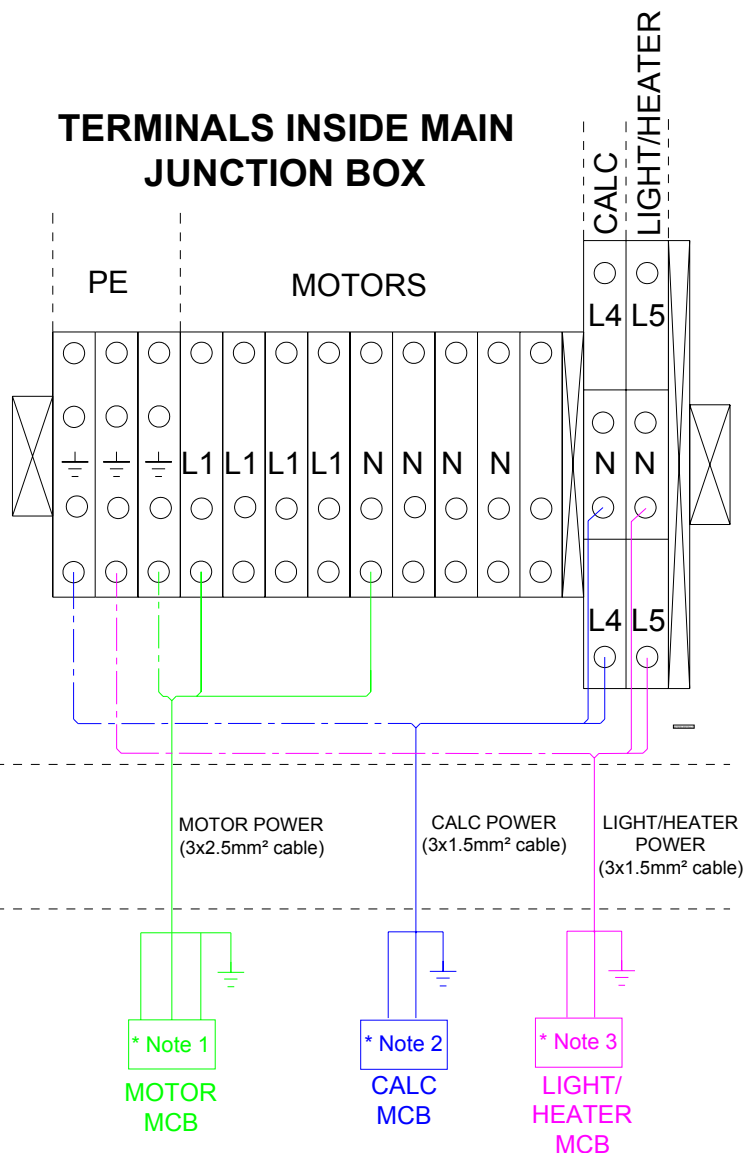 TERMINALS INSIDE MAIN
JUNCTION BOX
CALC
LIGHT/HEATER
PE
MOTORS
L4 L5
L1 L1 L1 L1 N N N N
N N
L4 L5
MOTOR POWER
(3x2.5mm² cable)
CALC POWER
(3x1.5mm² cable)
LIGHT/HEATER
POWER
(3x1.5mm² cable)
* Note 1
MOTOR
MCB
* Note 2
CALC
MCB
* Note 3
LIGHT/
HEATER
MCB